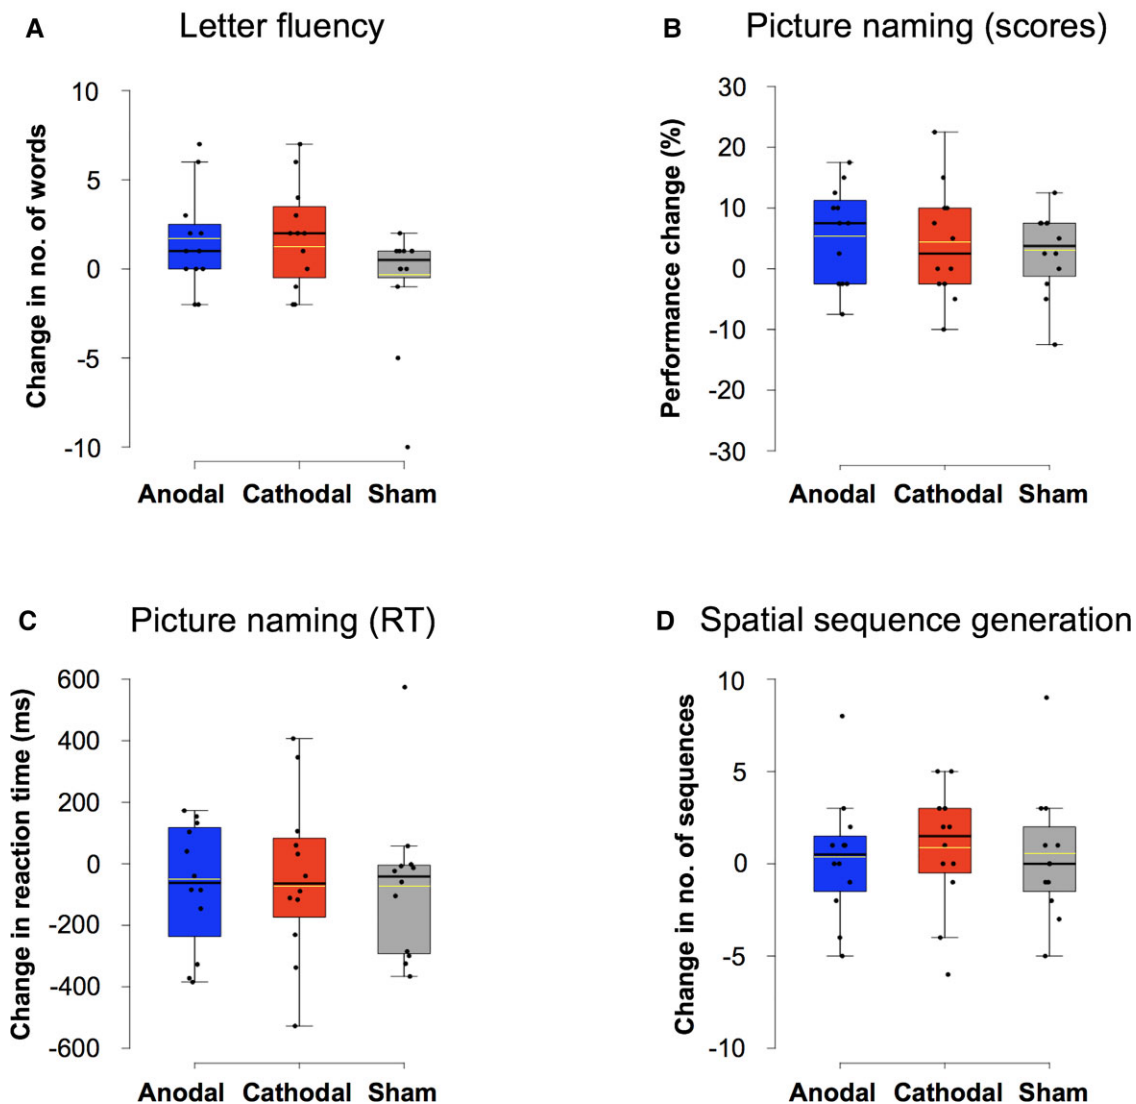 A Letter fluency
Change in no. of words
10
5
0
-5
-10
Anodal Cathodal Sham
B Picture naming (scores)
Performance change (%)
30
20
10
0
-10
-20
-30
Anodal Cathodal Sham
C Picture naming (RT)
Change in reaction time (ms)
600
400
200
0
-200
-400
-600
Anodal Cathodal Sham
D Spatial sequence generation
Change in no. of sequences
10
5
0
-5
-10
Anodal Cathodal Sham